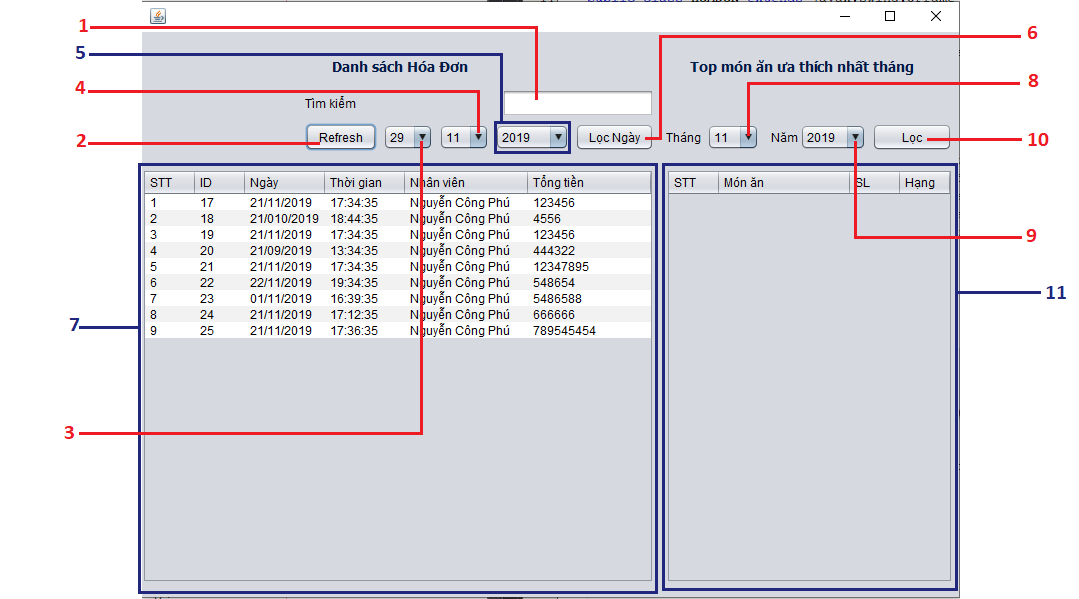 1
6
5
Danh sách Hóa Đơn
Top món ăn ưa thích nhất tháng
4
8
Tìm kiếm
2
Refresh
29
11
2019
Lọc Ngày
Tháng
11
Năm
2019
Lọc
10
STT ID Ngày Thời gian Nhân viên Tổng tiền
1 17 21/11/2019 17:34:35 Nguyễn Công Phú 123456
2 18 21/010/2019 18:44:35 Nguyễn Công Phú 4556
3 19 21/11/2019 17:34:35 Nguyễn Công Phú 123456
4 20 21/09/2019 13:34:35 Nguyễn Công Phú 444322
5 21 21/11/2019 17:34:35 Nguyễn Công Phú 12347895
6 22 22/11/2019 19:34:35 Nguyễn Công Phú 548654
7 23 01/11/2019 16:39:35 Nguyễn Công Phú 5486588
8 24 21/11/2019 17:12:35 Nguyễn Công Phú 666666
9 25 21/11/2019 17:36:35 Nguyễn Công Phú 789545454
STT Món ăn SL Hạng
9
11
7
3